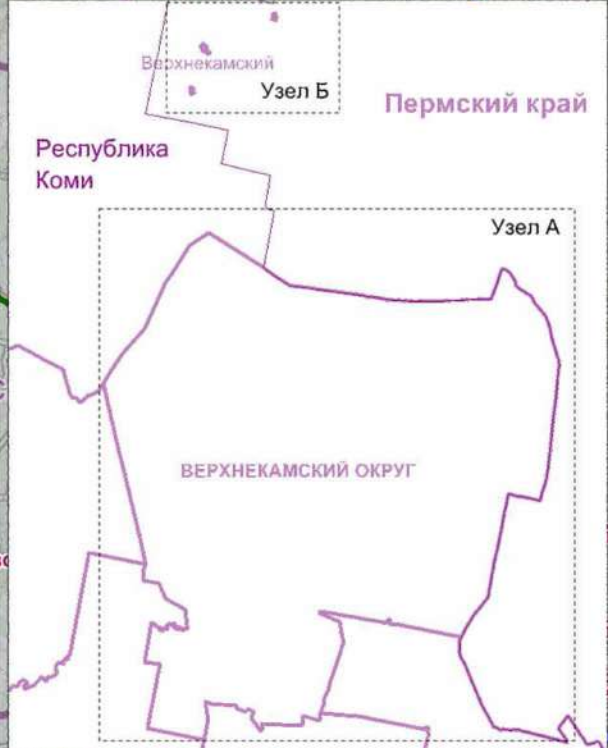 Верхнекамский
Узел Б
Пермский край
Республика
Коми
Узел А
ВЕРХНЕКАМСКИЙ ОКРУГ